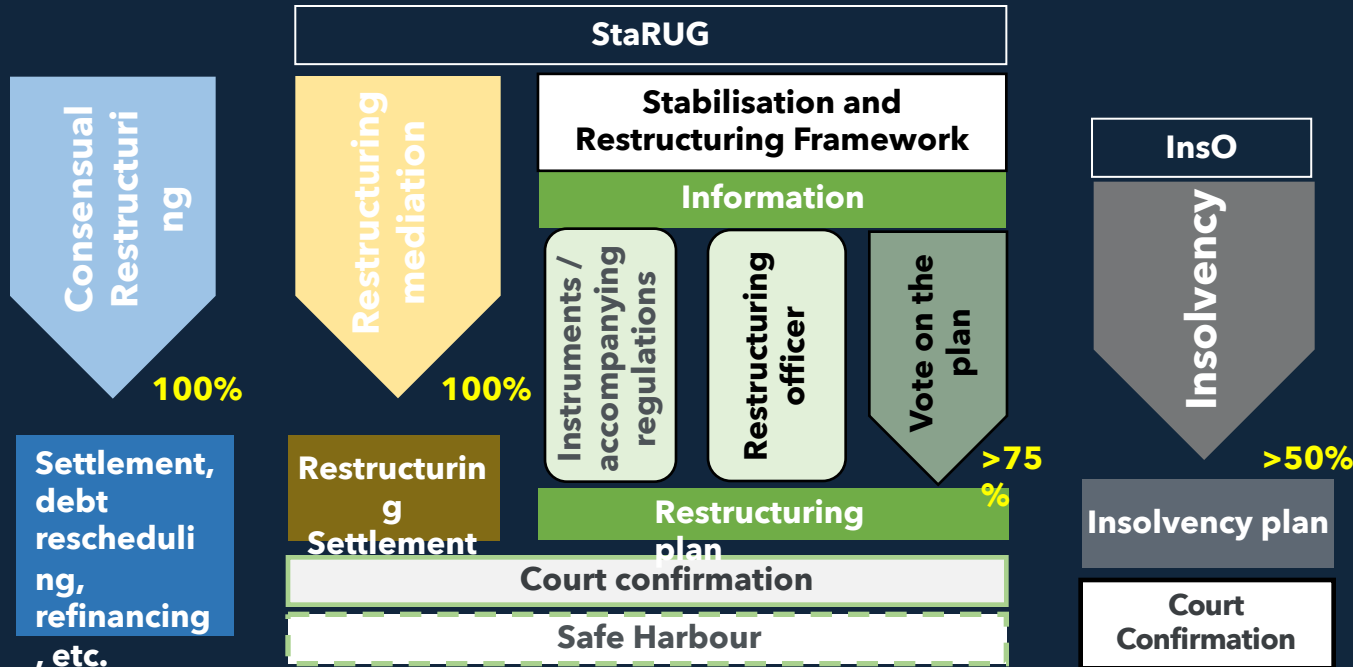 StaRUG
Consensual
Restructuri
ng
100%
Settlement,
debt
rescheduli
ng,
refinancing
, etc.
Restructuring
mediation
100%
Restructurin
g
Settlement
Stabilisation and
Restructuring Framework
Information
Instruments /
accompanying
regulations
Restructuring
officer
Vote on the
plan
>75
%
Restructuring
plan
Court confirmation
Safe Harbour
InsO
Insolvency
>50%
Insolvency plan
Court
Confirmation